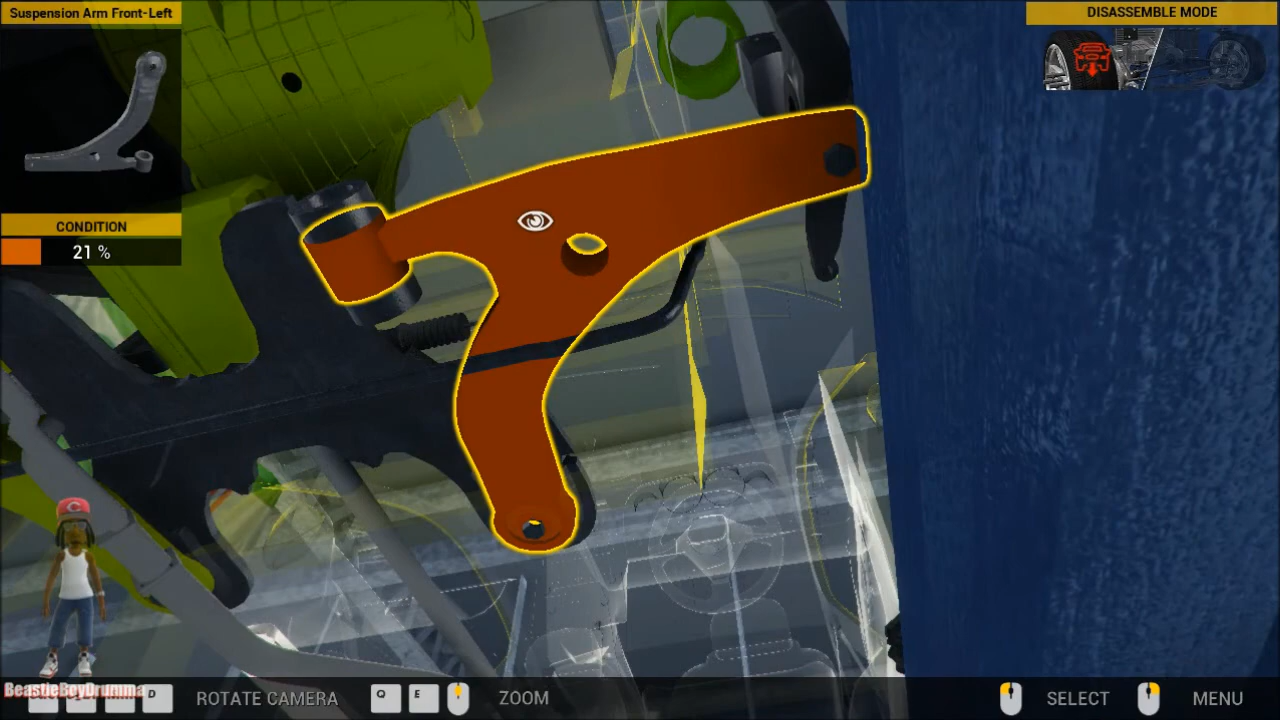 Suspension Arm Front-Left
DISASSEMBLE MODE
CONDITION
21 %
C
BeastieBoyDrumma
D
ROTATE CAMERA
Q
E
ZOOM
SELECT
MENU